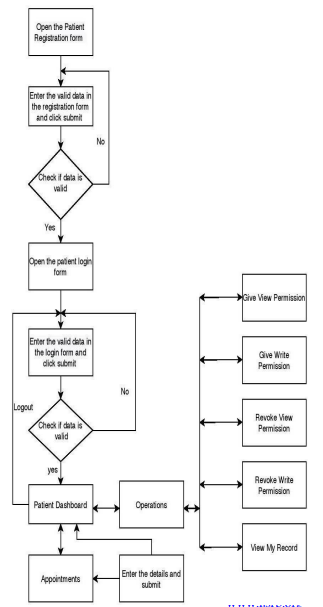 Open the Patient
Registration form
Enter the valid data in
the registration form
and click submit
No
Check if data is
valid
Yes
Open the patient login
form
Give View Permission
Enter the valid data in
the login form and
click submit
Give Write
Permission
No
Logout
Check if data is
valid
Revoke View
Permission
yes
Patient Dashboard
Operations
Revoke Write
Permission
Appointments
Enter the details and
submit
View My Record